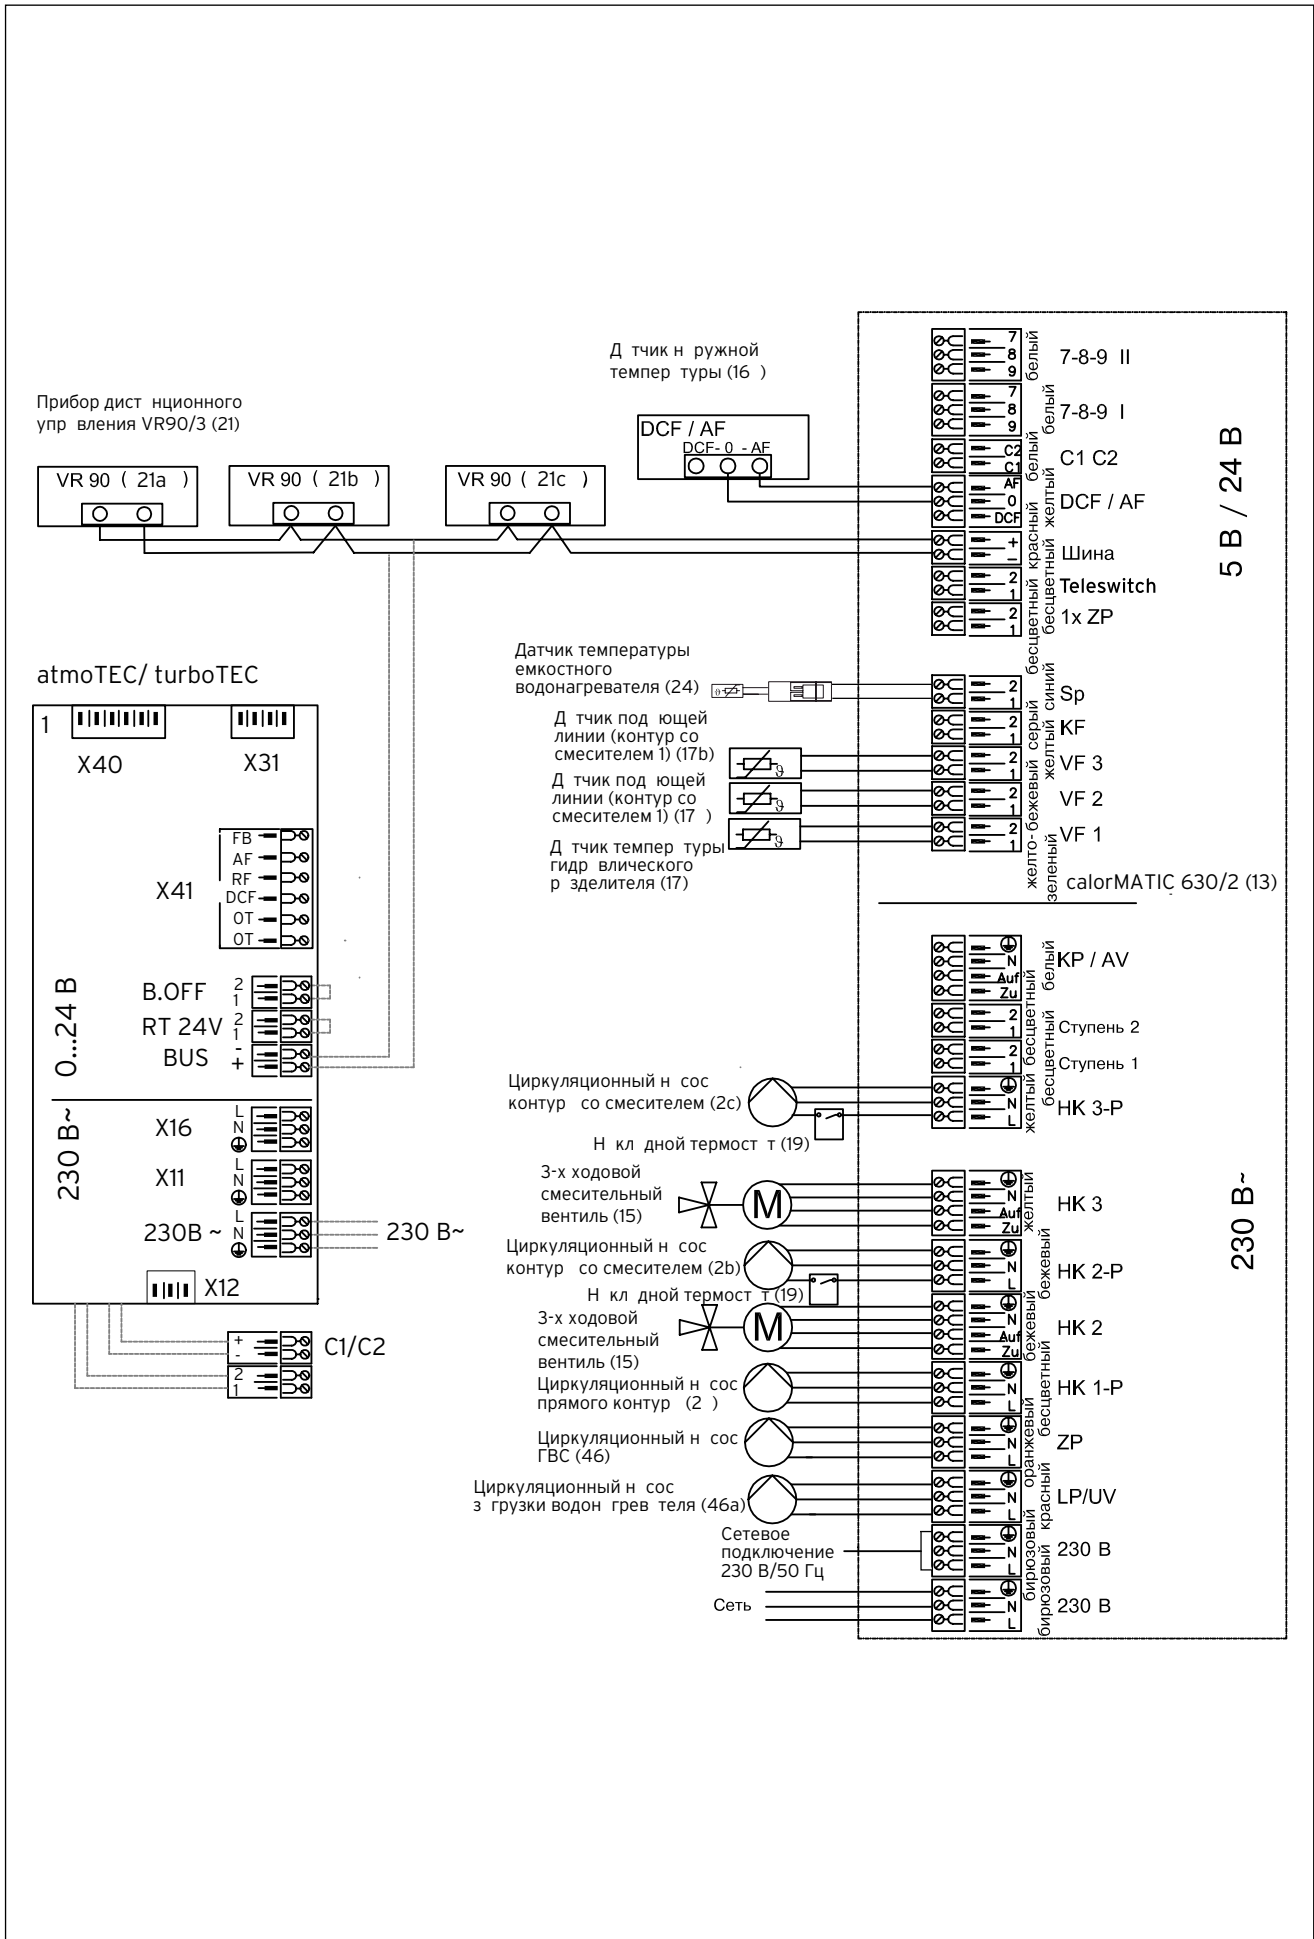 Д тчик н ружной
темпер туры (16 )
Прибор дист нционного
упр вления VR90/3 (21)
DCF / AF
DCF- 0 - AF
VR 90 ( 21a )
VR 90 ( 21b )
VR 90 ( 21c )
atmoTEC/ turboTEC
1
X40
X31
X41
FB
AF
RF
DCF
OT
OT
0...24 В
B.OFF
2
1
RT 24V
2
1
BUS
-
+
230 В~
X16
L
N
X11
L
N
230В ~
L
N
230 В~
X12
+
-
C1/C2
2
1
Датчик температуры
емкостного
водонагревателя (24)
Д тчик под ющей
линии (контур со
смесителем 1) (17b)
Д тчик под ющей
линии (контур со
смесителем 1) (17 )
Д тчик темпер туры
гидр влического
р зделителя (17)
Циркуляционный н сос
контур со смесителем (2c)
Н кл дной термост т (19)
3-х ходовой
смесительный
вентиль (15)
M
Циркуляционный н сос
контур со смесителем (2b)
Н кл дной термост т (19)
3-х ходовой
смесительный
вентиль (15)
M
Циркуляционный н сос
прямого контур (2 )
Циркуляционный н сос
ГВС (46)
Циркуляционный н сос
з грузки водон грев теля (46a)
Сетевое
подключение
230 В/50 Гц
Сеть
7
8
9
белый
7-8-9 II
7
8
9
белый
7-8-9 I
C2
C1
белый
C1 C2
AF
0
DCF
желтый
DCF / AF
+
-
красный
Шина
2
1
бесцветный
Teleswitch
2
1
бесцветный
1x ZP
5 В / 24 В
2
1
синий
Sp
2
1
серый
KF
2
1
желтый
VF 3
2
1
бежевый
VF 2
2
1
желто-
зеленый
VF 1
calorMATIC 630/2 (13)
N
Auf
Zu
белый
KP / AV
2
1
бесцветный
Ступень 2
2
1
бесцветный
Ступень 1
N
L
желтый
HK 3-P
N
Auf
Zu
желтый
HK 3
230 В~
N
L
бежевый
HK 2-P
N
Auf
Zu
бежевый
HK 2
N
L
бесцветный
HK 1-P
N
L
оранжевый
ZP
N
L
красный
LP/UV
N
L
бирюзовый
230 В
N
L
бирюзовый
230 В